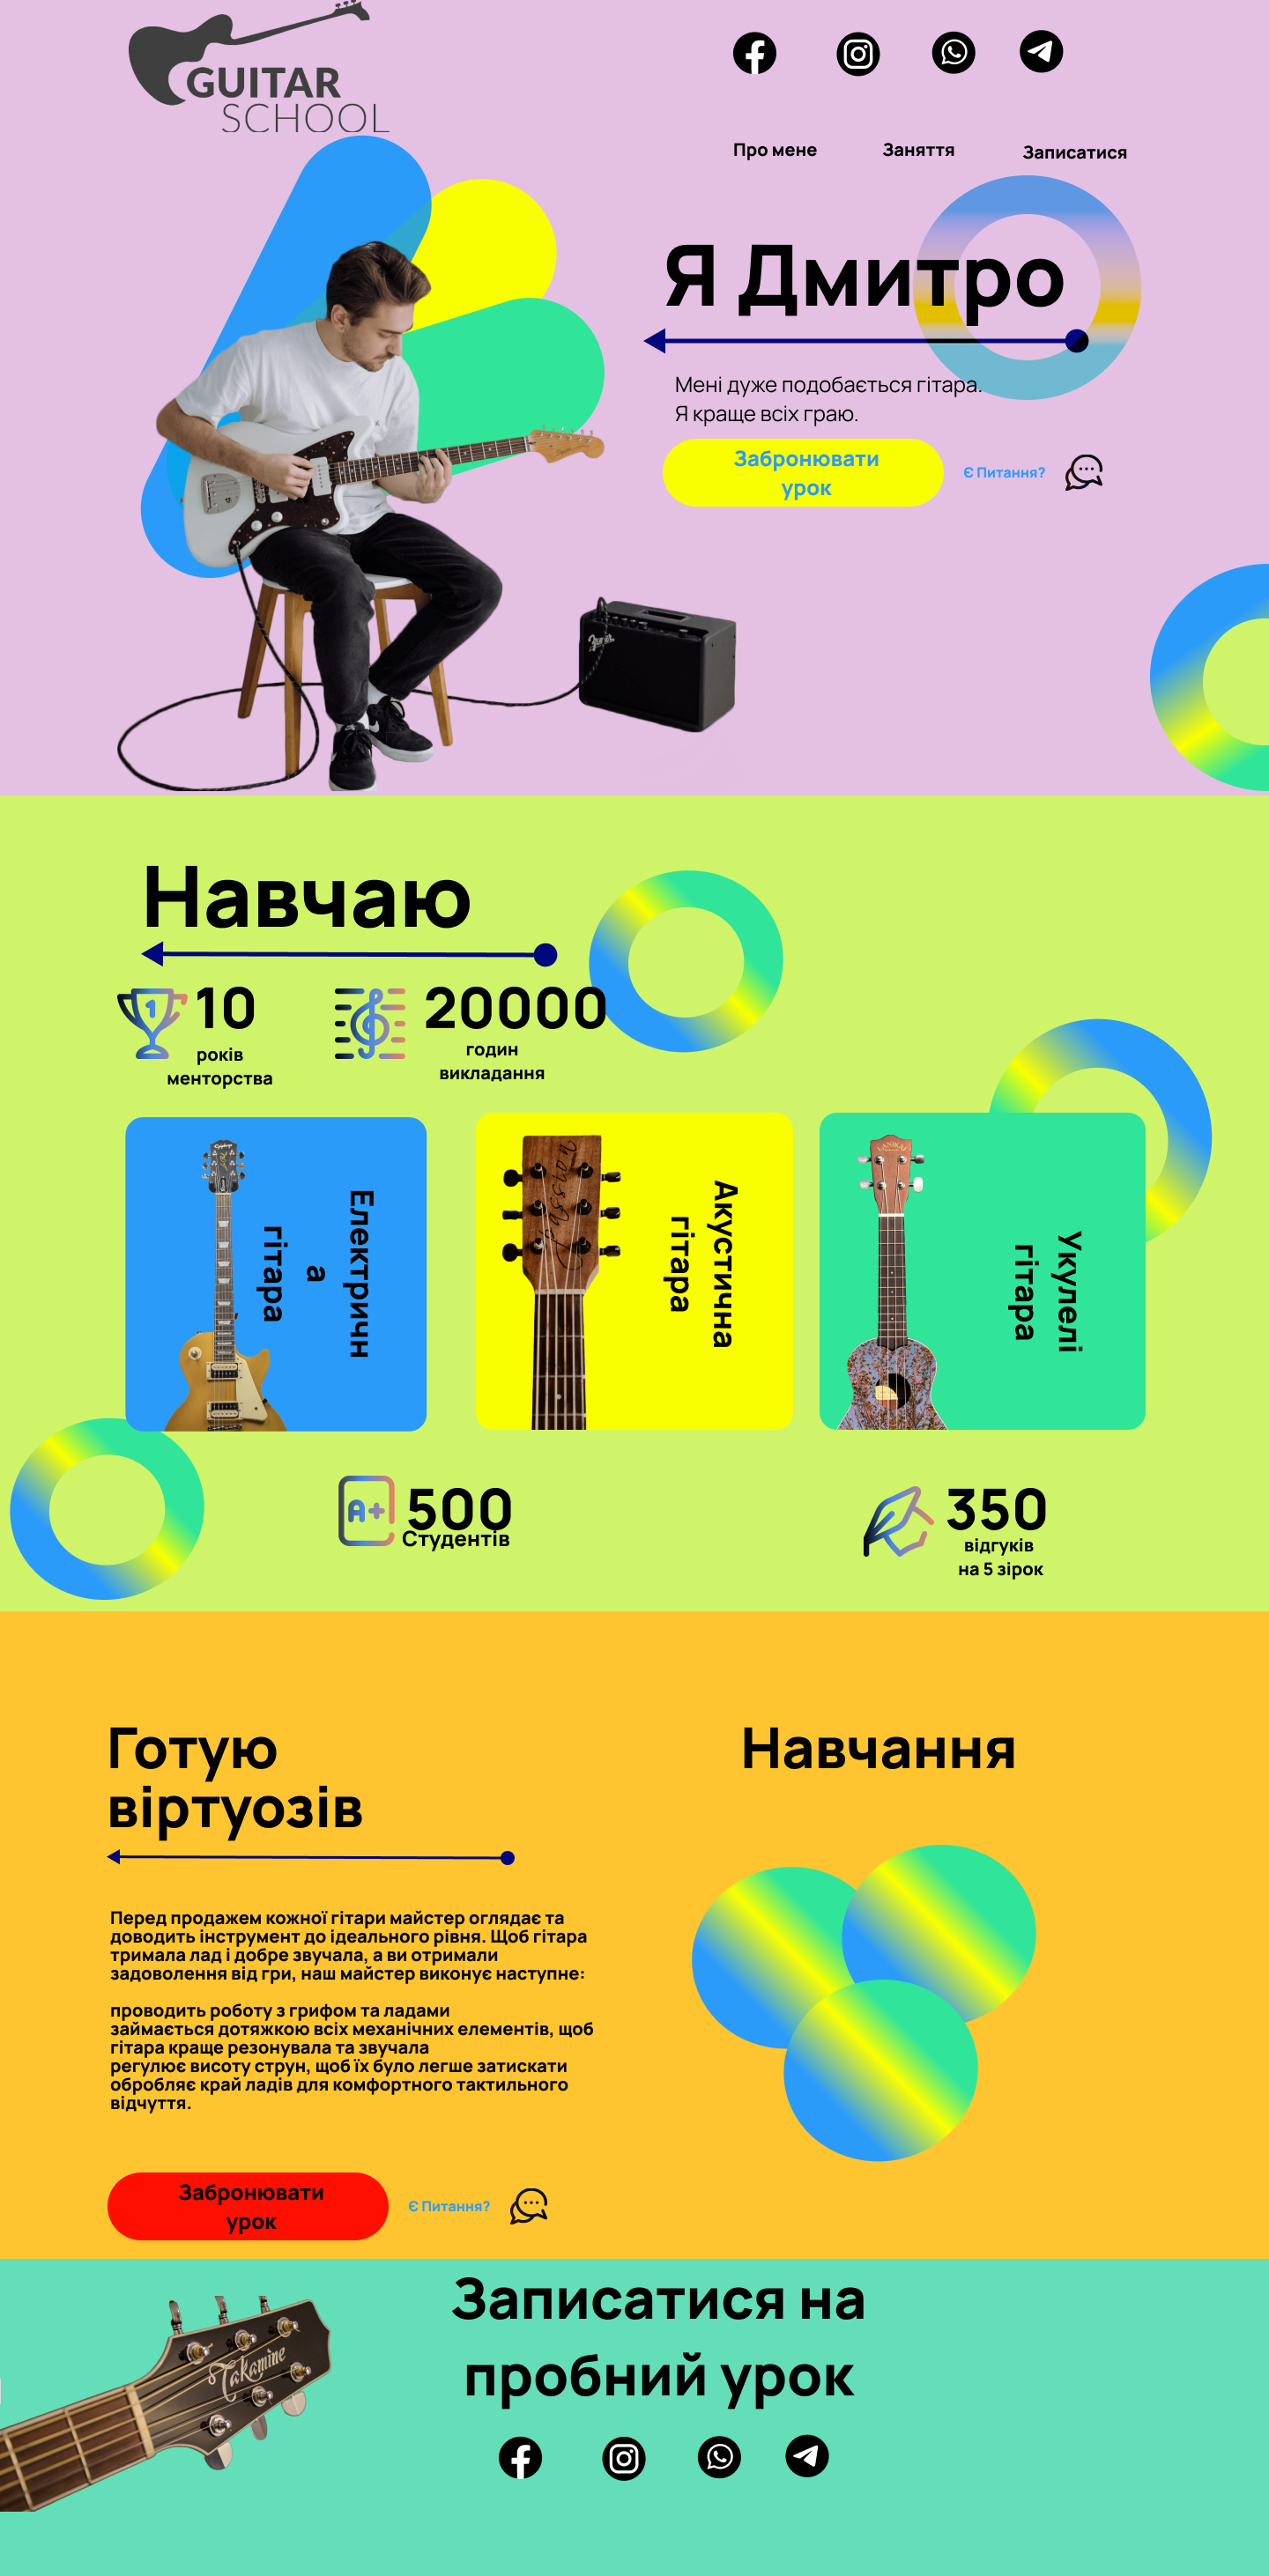 GUITAR
SCHOOL
Про мене
Заняття
Записатися
Я Дмитро
Мені дуже подобається гітара.
Я краще всіх граю.
Забронювати
урок
Є Питання?
Fender
Навчаю
1
10
років
менторства
20000
годин
викладання
Epiphone
Електричн
а
гітара
Акустична
гітара
Укулелі
гітара
A+
500
Студентів
350
відгуків
на 5 зірок
Готую
віртуозів
Навчання
Перед продажем кожної гітари майстер оглядає та
доводить інструмент до ідеального рівня. Щоб гітара
тримала лад і добре звучала, а ви отримали
задоволення від гри, наш майстер виконує наступне:
проводить роботу з грифом та ладами
займається дотяжкою всіх механічних елементів, щоб
гітара краще резонувала та звучала
регулює висоту струн, щоб їх було легше затискати
обробляє край ладів для комфортного тактильного
відчуття.
Забронювати
урок
Є Питання?
Записатися на
пробний урок
Takamine